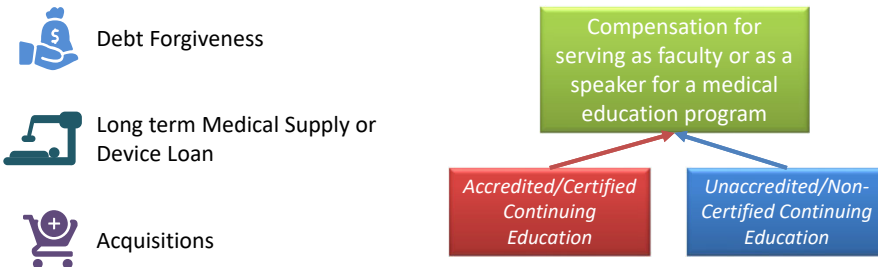 Debt Forgiveness
Long term Medical Supply or
Device Loan
Acquisitions
Compensation for
serving as faculty or as a
speaker for a medical
education program
Accredited/Certified
Continuing
Education
Unaccredited/Non-
Certified Continuing
Education